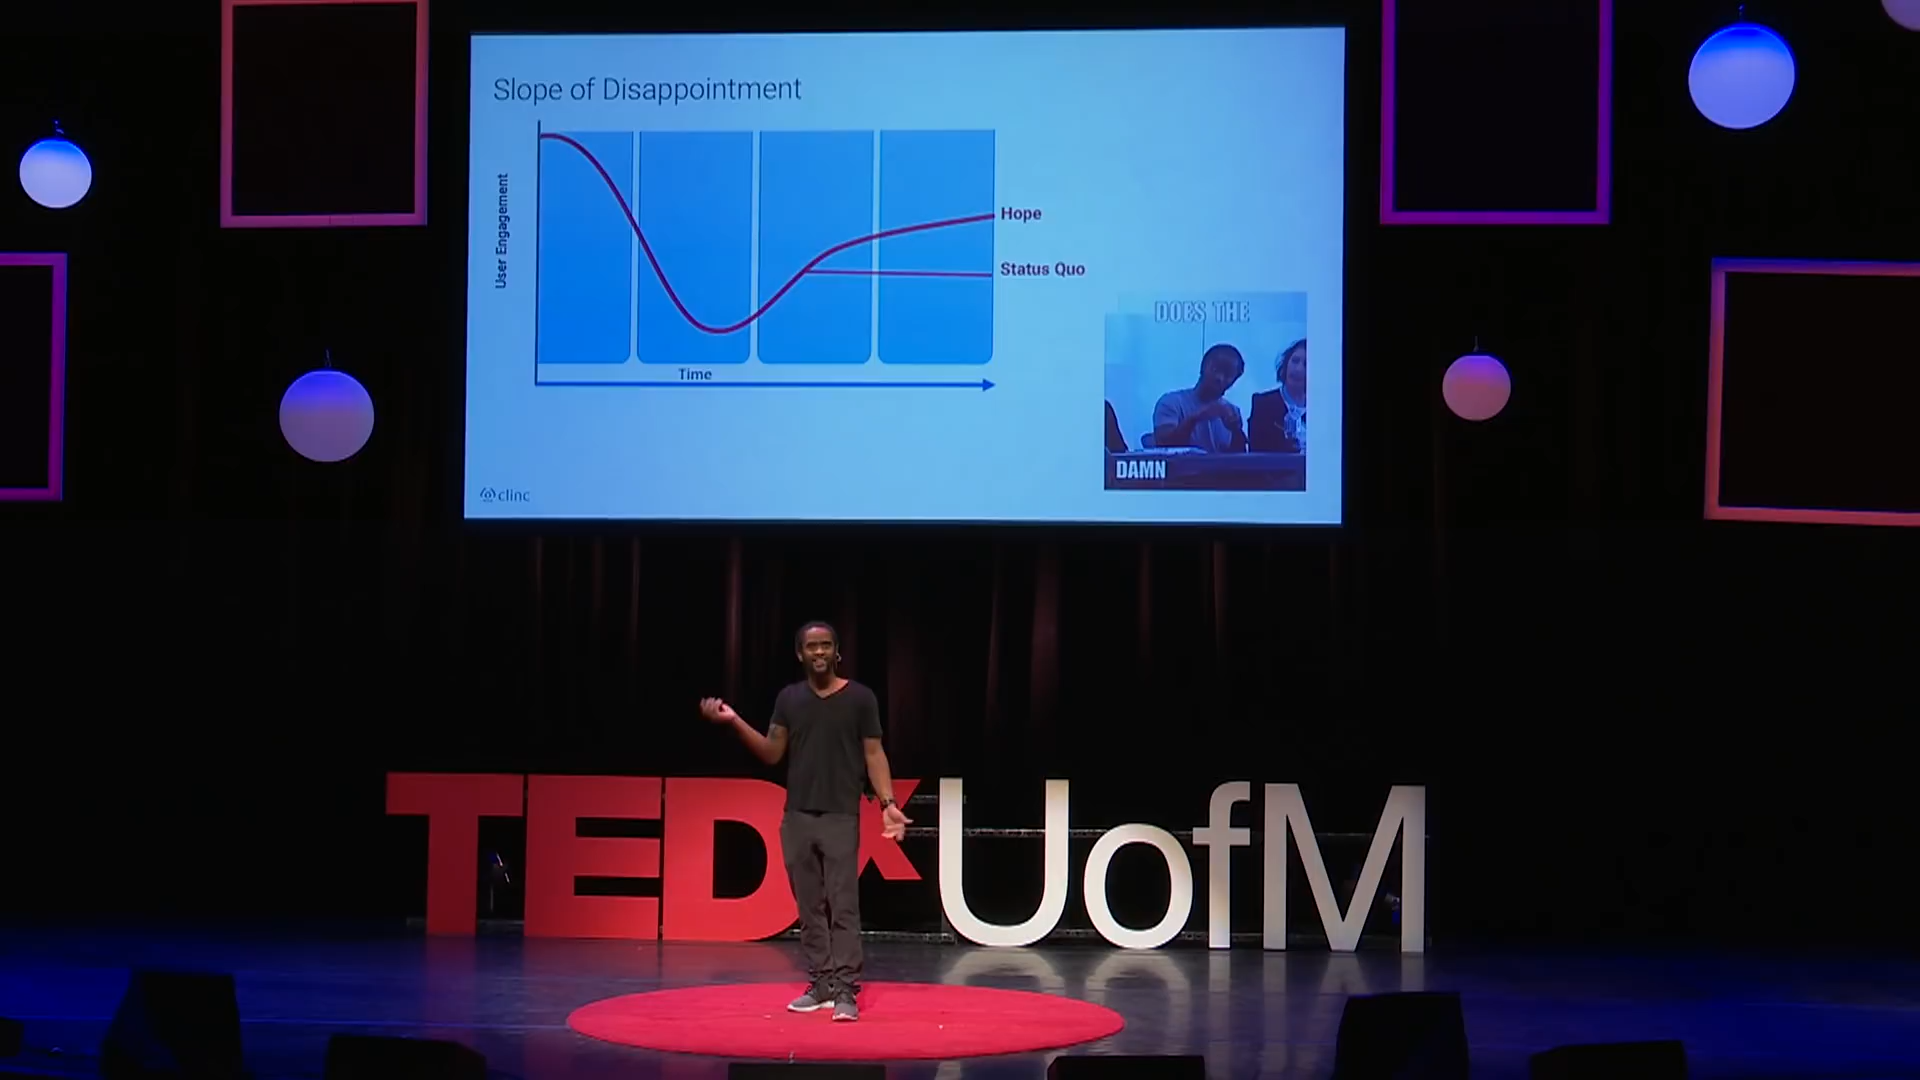 Slope of Disappointment
User Engagement
Hope
Status Quo
Time
DOES THE
DAMN
clinc
TEDxUofM